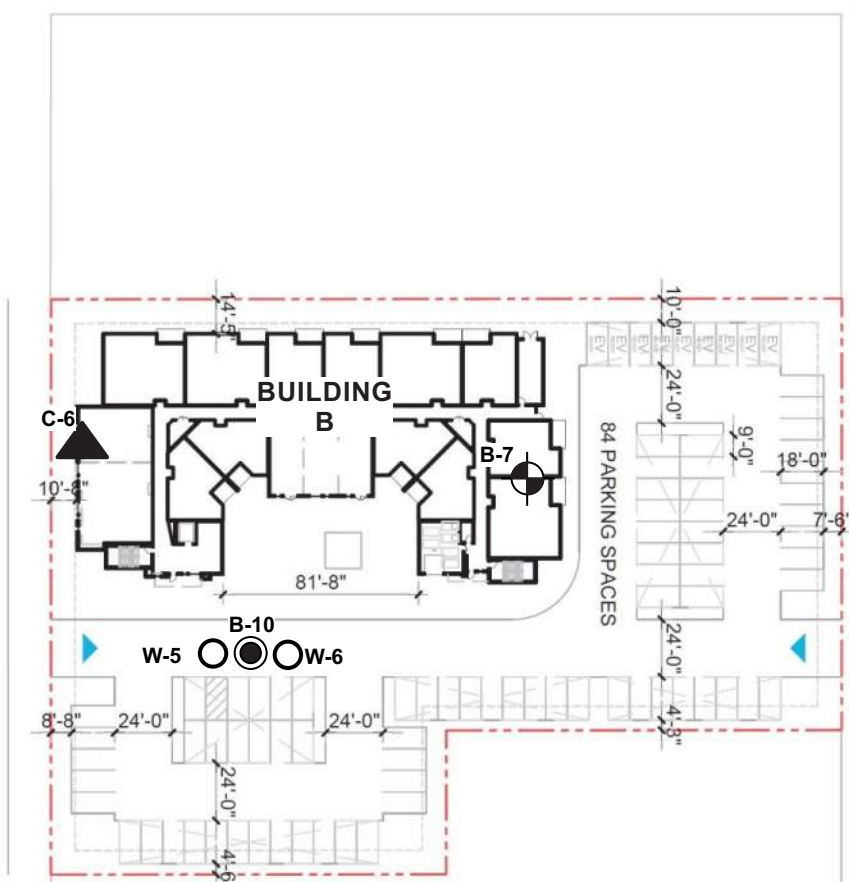 14'-5"
10'-0"
EV EV EV EV EV EV EV EV
24'-0"
BUILDING
B
C-6
B-7
84 PARKING SPACES
9'-0"
18'-0"
10'-8"
24'-0"
7'-6"
81'-8"
B-10
W-5
W-6
24'-0"
8'-8"
24'-0"
24'-0"
4'-3"
24'-0"
4'-6